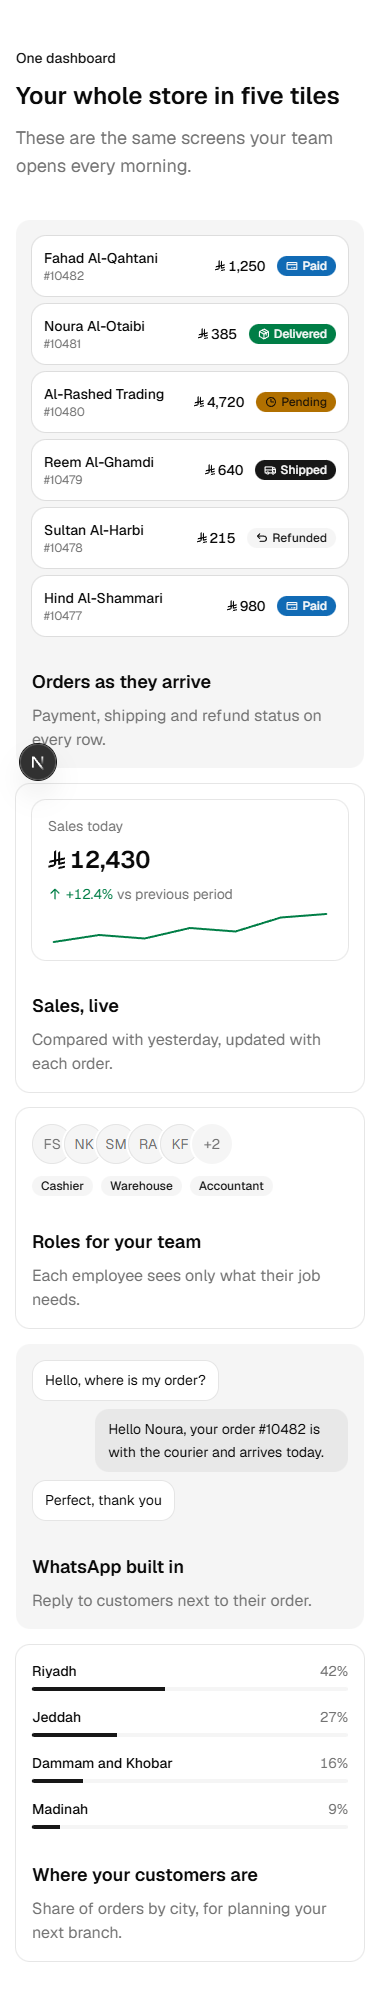 One dashboard
Your whole store in five tiles
These are the same screens your team
opens every morning.
Fahad Al-Qahtani
#10482
⃁ 1,250
Paid
Noura Al-Otaibi
#10481
⃁ 385
Delivered
Al-Rashed Trading
#10480
⃁ 4,720
Pending
Reem Al-Ghamdi
#10479
⃁ 640
Shipped
Sultan Al-Harbi
#10478
⃁ 215
Refunded
Hind Al-Shammari
#10477
⃁ 980
Paid
Orders as they arrive
Payment, shipping and refund status on
every row.
N
Sales today
⃁ 12,430
↑ +12.4% vs previous period
Sales, live
Compared with yesterday, updated with
each order.
FS NK SM RA KF +2
Cashier Warehouse Accountant
Roles for your team
Each employee sees only what their job
needs.
Hello, where is my order?
Hello Noura, your order #10482 is
with the courier and arrives today.
Perfect, thank you
WhatsApp built in
Reply to customers next to their order.
Riyadh 42%
Jeddah 27%
Dammam and Khobar 16%
Madinah 9%
Where your customers are
Share of orders by city, for planning your
next branch.